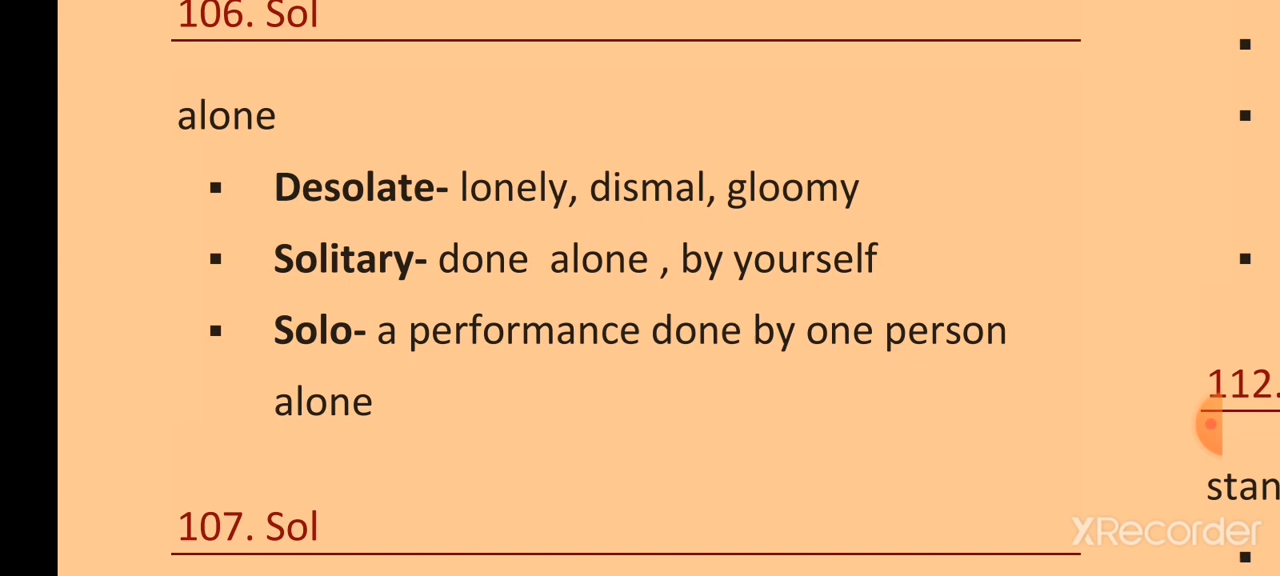 106. Sol
alone
▪ Desolate- lonely, dismal, gloomy
▪ Solitary- done  alone , by yourself
▪ Solo- a performance done by one person
alone
107. Sol
▪
▪
▪
112.
stan
▪
XRecorder